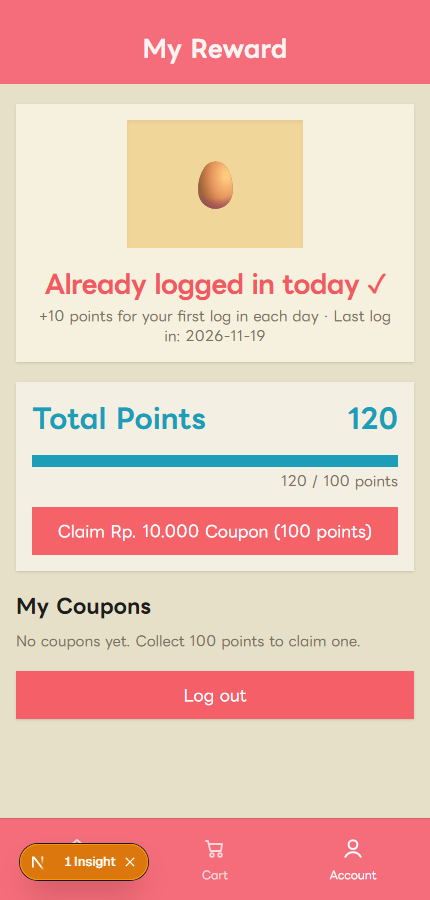 My Reward
Already logged in today ✓
+10 points for your first log in each day · Last log
in: 2026-11-19
Total Points 120
120 / 100 points
Claim Rp. 10.000 Coupon (100 points)
My Coupons
No coupons yet. Collect 100 points to claim one.
Log out
N 1 Insight ×
Cart
Account